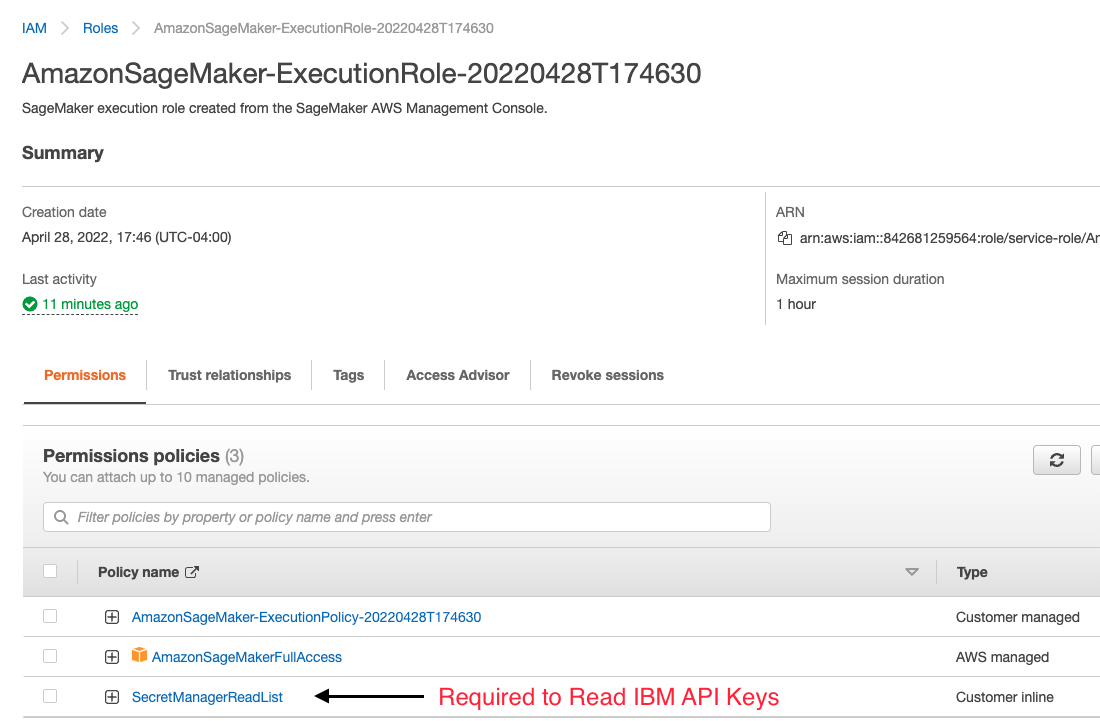 IAM > Roles > AmazonSageMaker-ExecutionRole-20220428T174630
AmazonSageMaker-ExecutionRole-20220428T174630
SageMaker execution role created from the SageMaker AWS Management Console.
Summary
Creation date
April 28, 2022, 17:46 (UTC-04:00)
ARN
arn:aws:iam::842681259564:role/service-role/Ar
Last activity
11 minutes ago
Maximum session duration
1 hour
Permissions Trust relationships Tags Access Advisor Revoke sessions
Permissions policies (3)
You can attach up to 10 managed policies.
Filter policies by property or policy name and press enter
Policy name Type
AmazonSageMaker-ExecutionPolicy-20220428T174630 Customer managed
AmazonSageMakerFullAccess AWS managed
SecretManagerReadList Required to Read IBM API Keys Customer inline